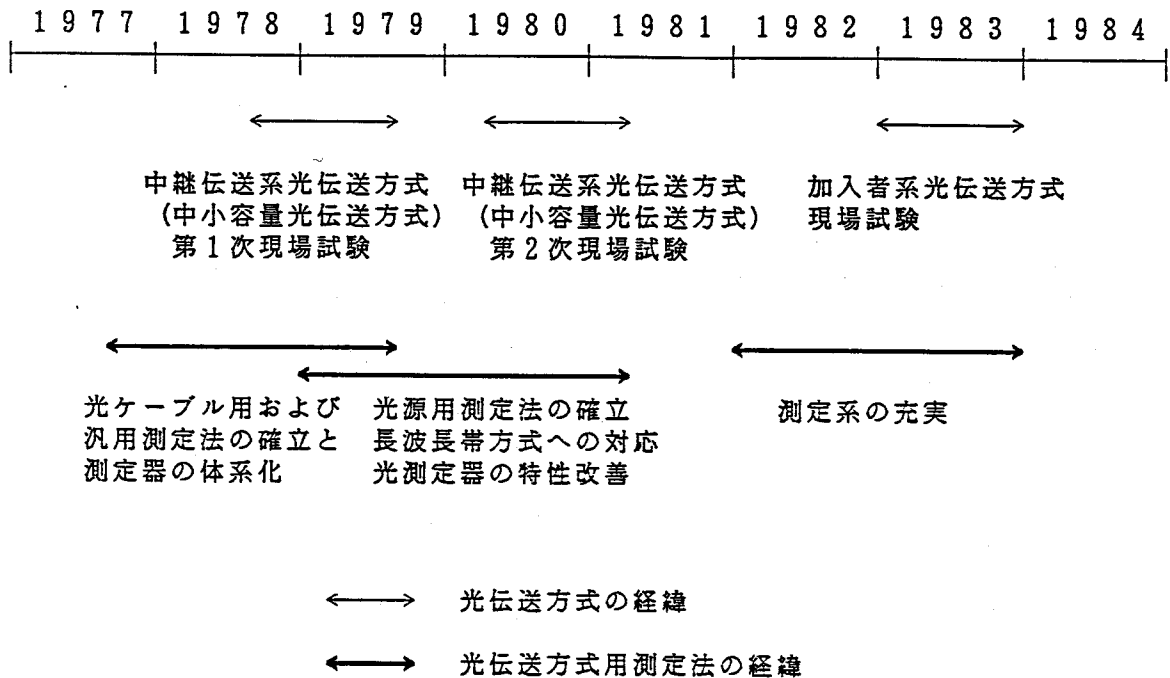 1977 1978 1979 1980 1981 1982 1983 1984
中継伝送系光伝送方式
(中小容量光伝送方式)
第1次現場試験
中継伝送系光伝送方式
(中小容量光伝送方式)
第2次現場試験
加入者系光伝送方式
現場試験
光ケーブル用および
汎用測定法の確立と
測定器の体系化
光源用測定法の確立
長波長帯方式への対応
光測定器の特性改善
測定系の充実
光伝送方式の経緯
光伝送方式用測定法の経緯